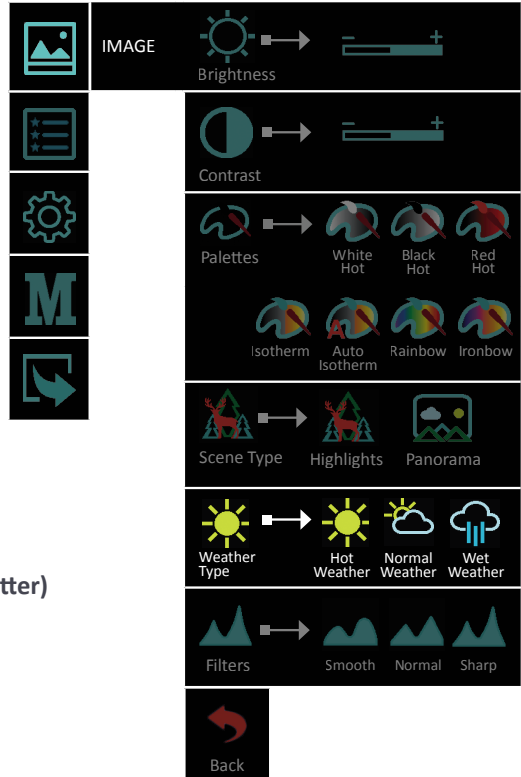 IMAGE
Brightness
− +
Contrast
− +
Palettes
White Hot
Black Hot
Red Hot
Isotherm
A
Auto Isotherm
Rainbow
Ironbow
M
Scene Type
Highlights
Panorama
Weather Type
Hot Weather
Normal Weather
Wet Weather
tter)
Filters
Smooth
Normal
Sharp
Back